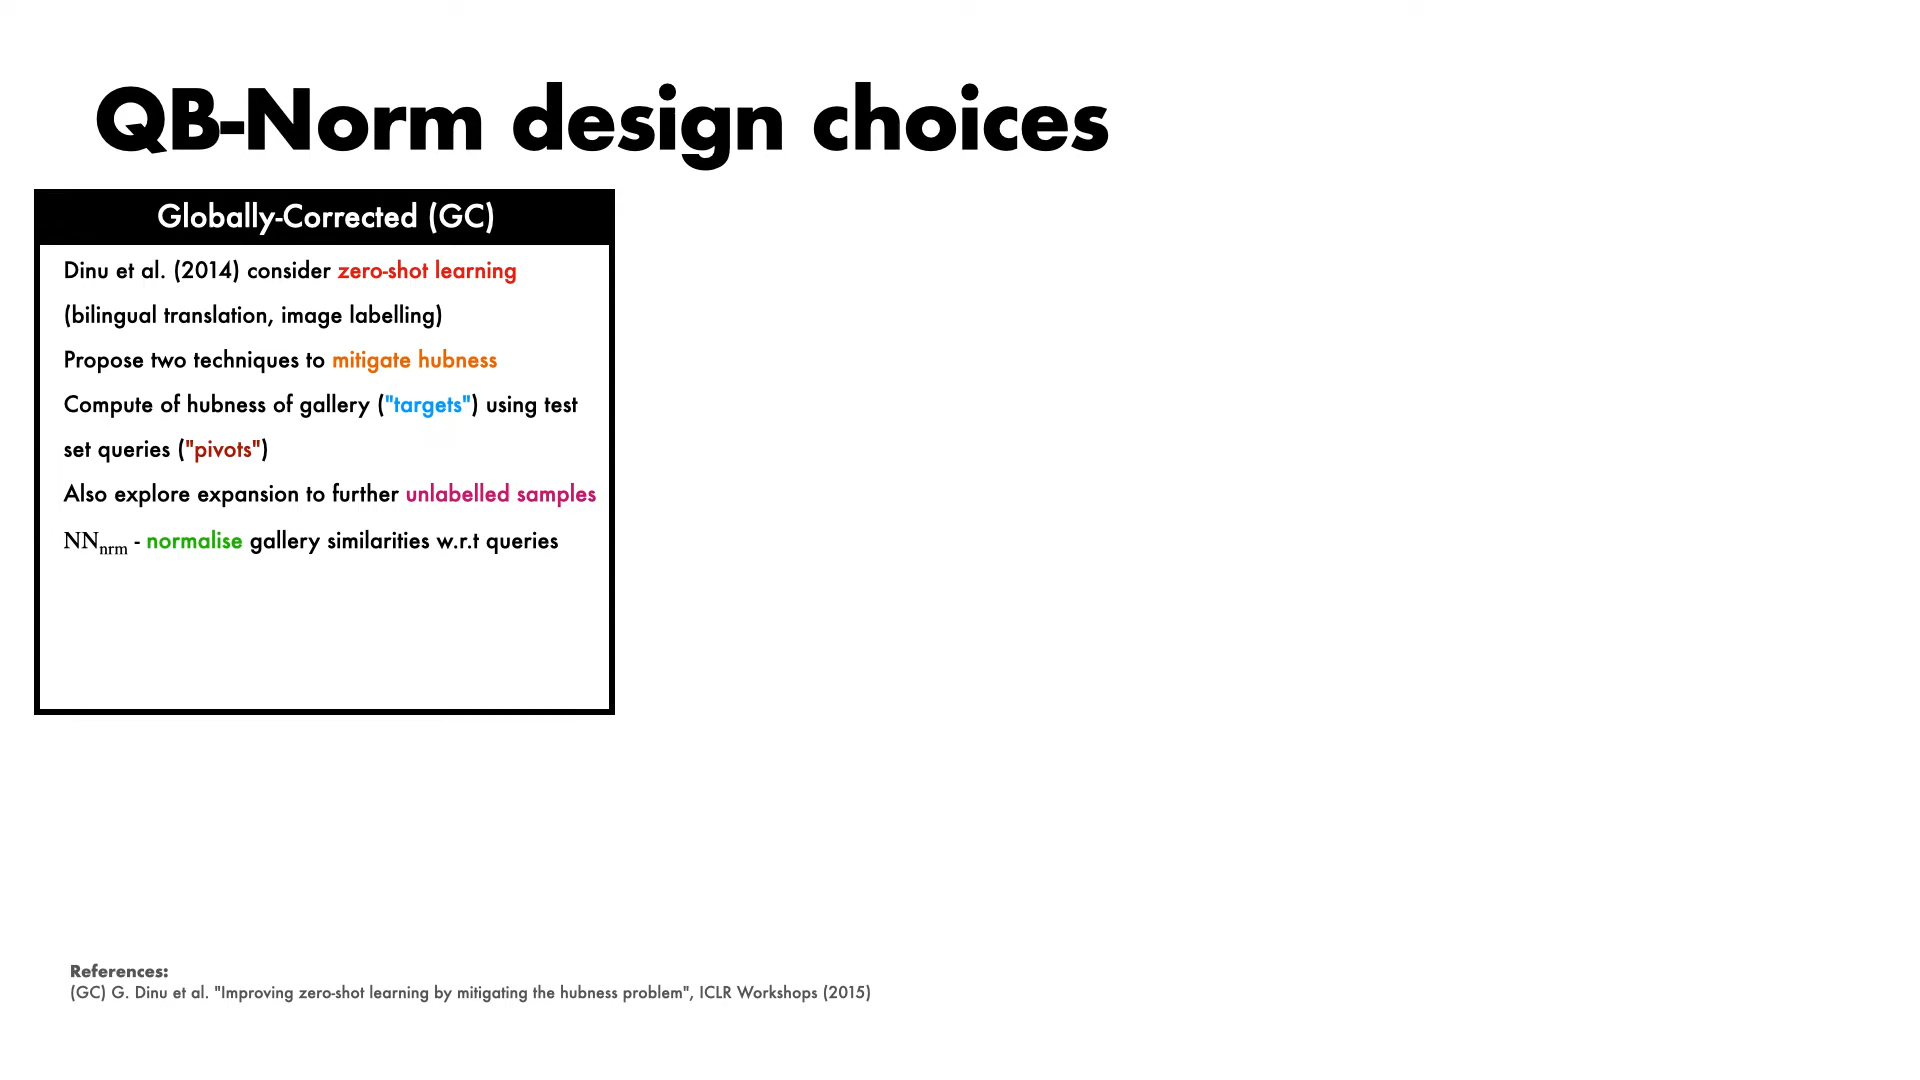 QB-Norm design choices
Globally-Corrected (GC)
Dinu et al. (2014) consider zero-shot learning
(bilingual translation, image labelling)
Propose two techniques to mitigate hubness
Compute of hubness of gallery ("targets") using test
set queries ("pivots")
Also explore expansion to further unlabelled samples
NNnrm - normalise gallery similarities w.r.t queries
References:
(GC) G. Dinu et al. "Improving zero-shot learning by mitigating the hubness problem", ICLR Workshops (2015)